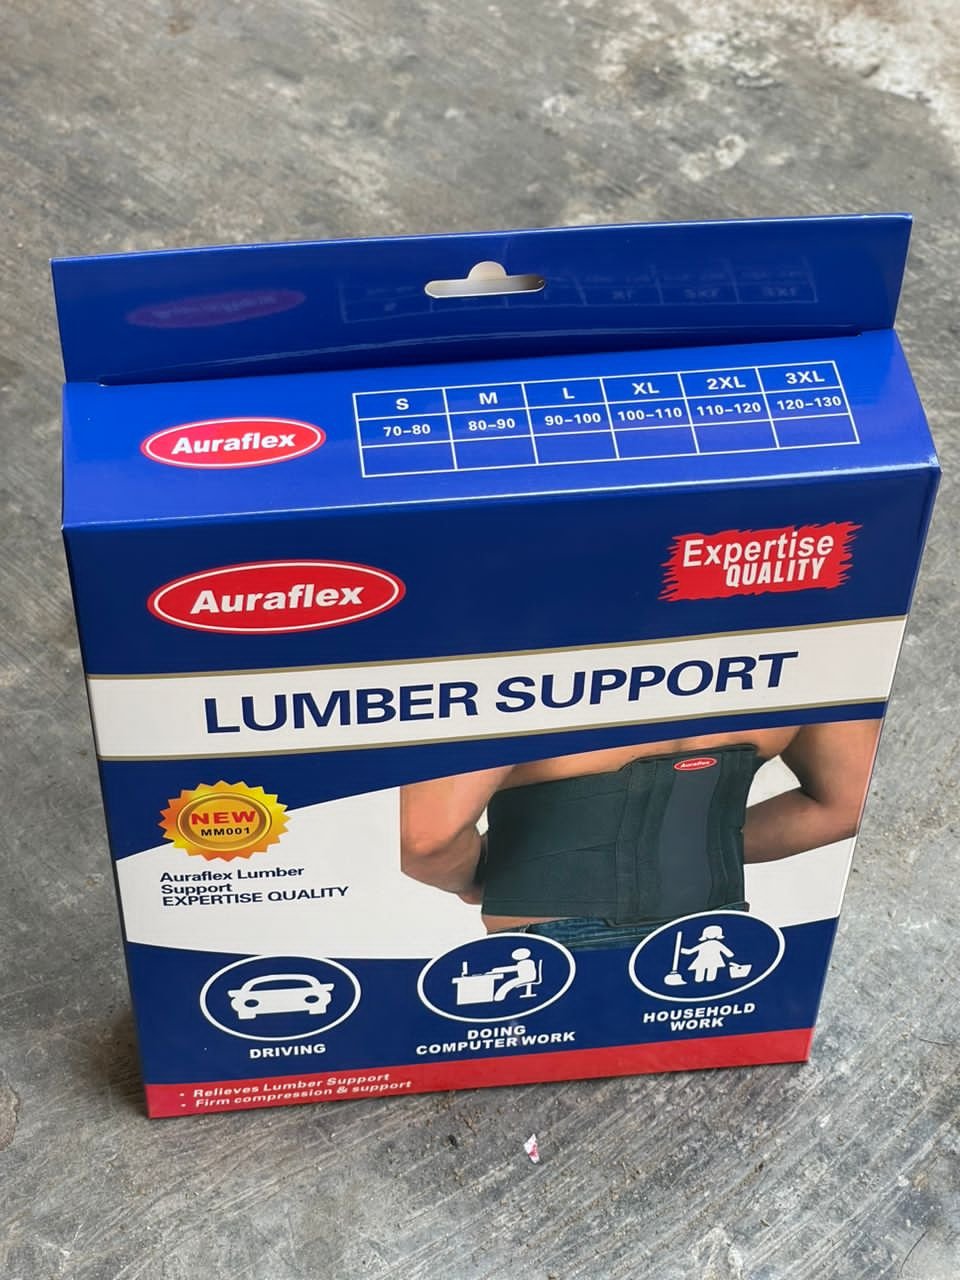 Auraflex
S M L XL 2XL 3XL
70-80 80-90 90-100 100-110 110-120 120-130
Auraflex
Expertise
QUALITY
LUMBER SUPPORT
Auraflex
NEW
MM001
Auraflex Lumber
Support
EXPERTISE QUALITY
DRIVING
DOING
COMPUTER WORK
HOUSEHOLD
WORK
• Relieves Lumber Support
• Firm compression & support